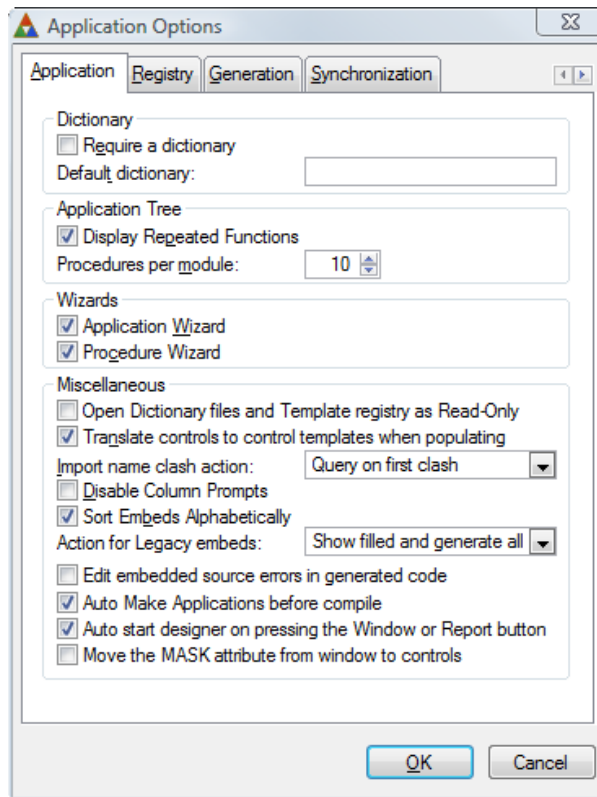 Application Options
Application Registry Generation Synchronization
Dictionary
Require a dictionary
Default dictionary:
Application Tree
Display Repeated Functions
Procedures per module: 10
Wizards
Application Wizard
Procedure Wizard
Miscellaneous
Open Dictionary files and Template registry as Read-Only
Translate controls to control templates when populating
Import name clash action: Query on first clash
Disable Column Prompts
Sort Embeds Alphabetically
Action for Legacy embeds: Show filled and generate all
Edit embedded source errors in generated code
Auto Make Applications before compile
Auto start designer on pressing the Window or Report button
Move the MASK attribute from window to controls
OK Cancel